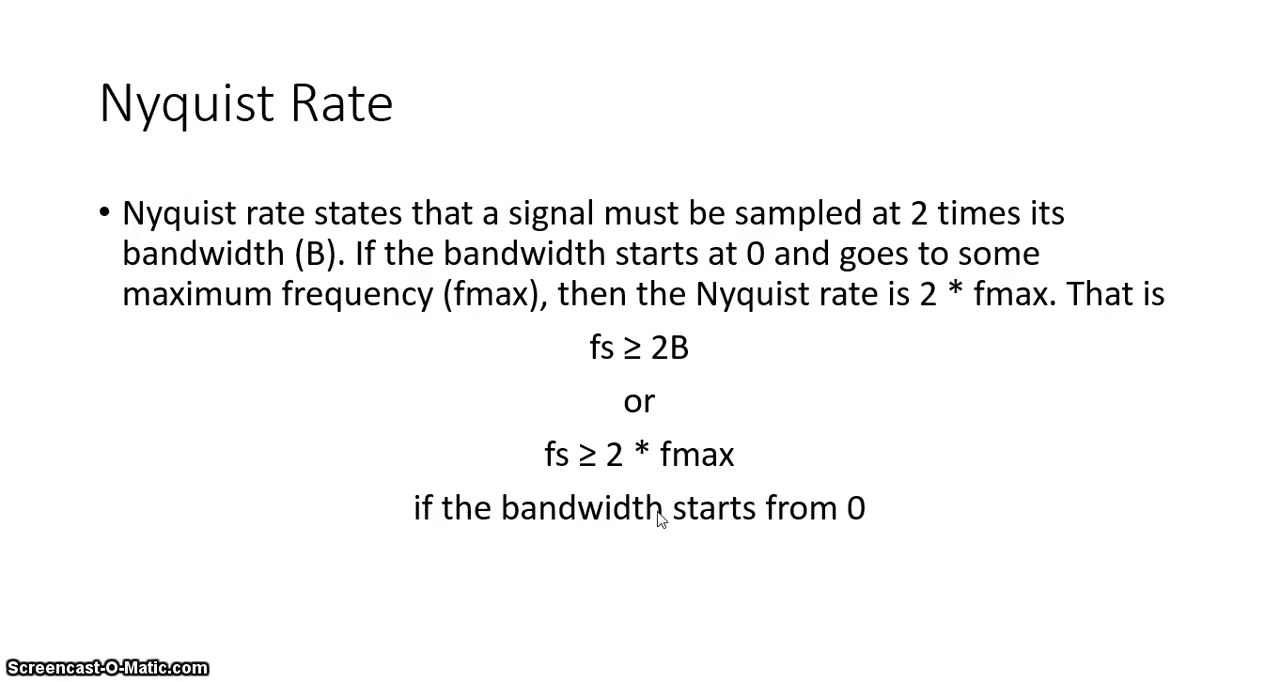 Nyquist Rate
• Nyquist rate states that a signal must be sampled at 2 times its
bandwidth (B). If the bandwidth starts at 0 and goes to some
maximum frequency (fmax), then the Nyquist rate is 2 * fmax. That is
fs ≥ 2B
or
fs ≥ 2 * fmax
if the bandwidth starts from 0
Screencast-O-Matic.com